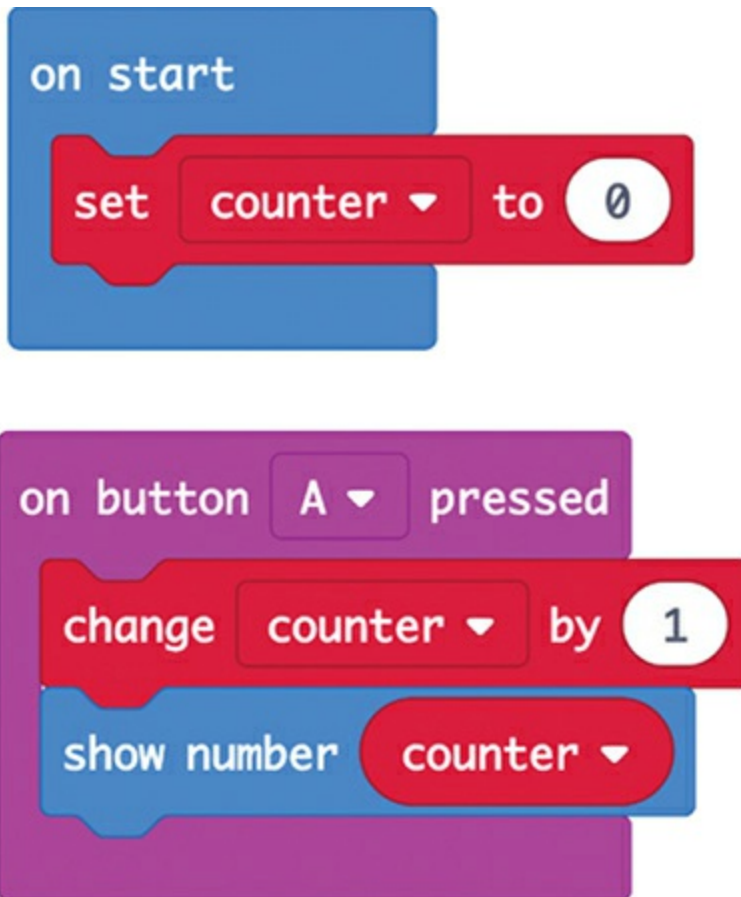 on start
set counter to 0
on button A pressed
change counter by 1
show number counter